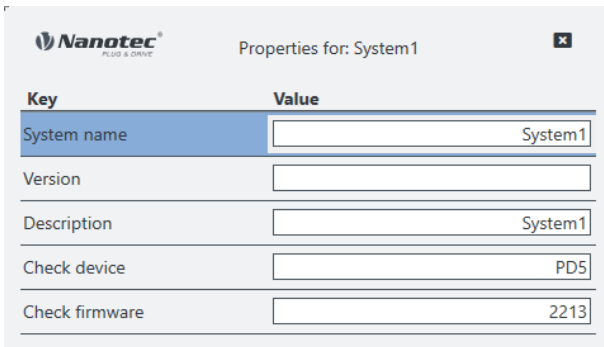 Nanotec®
PLUG & DRIVE
Properties for: System1
Key Value
System name System1
Version
Description System1
Check device PD5
Check firmware 2213